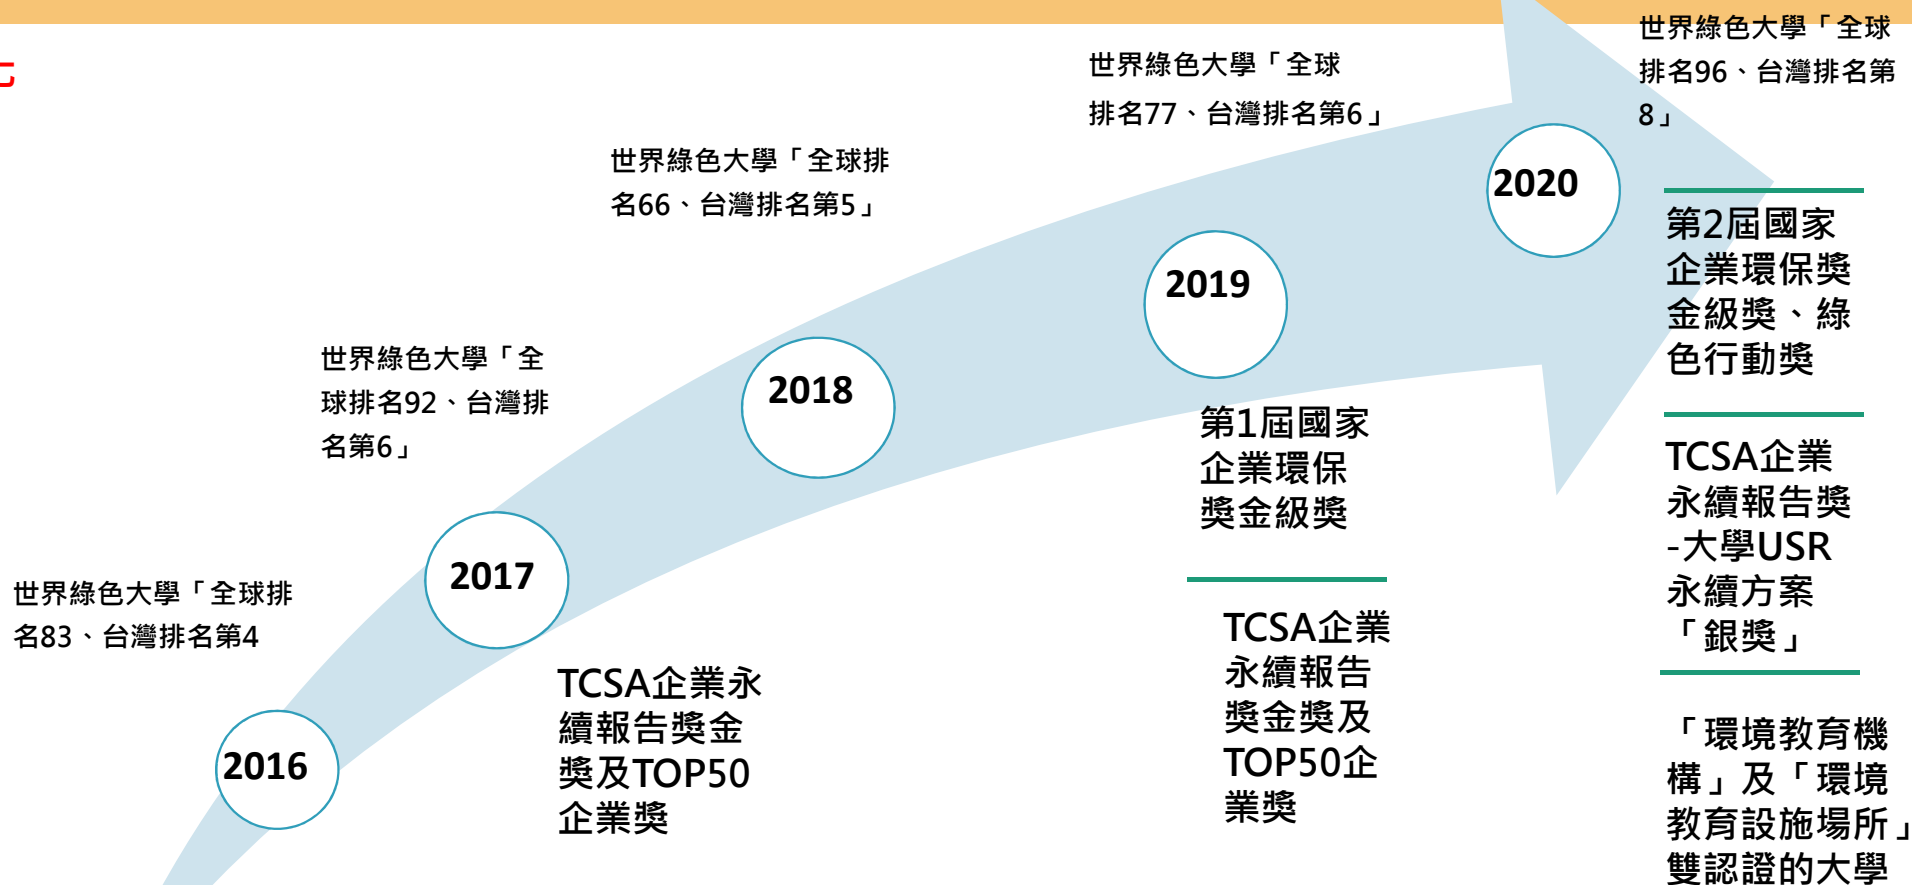 世界綠色大學「全球排
名83、台灣排名第4
2016
世界綠色大學「全
球排名92、台灣排
名第6」
2017
TCSA企業永
續報告獎金
獎及TOP50
企業獎
世界綠色大學「全球排
名66、台灣排名第5」
2018
世界綠色大學「全球
排名77、台灣排名第6」
2019
第1屆國家
企業環保
獎金級獎
TCSA企業
永續報告
獎金獎及
TOP50企
業獎
世界綠色大學「全球
排名96、台灣排名第
8」
2020
第2屆國家
企業環保獎
金級獎、綠
色行動獎
TCSA企業
永續報告獎
-大學USR
永續方案
「銀獎」
「環境教育機
構」及「環境
教育設施場所」
雙認證的大學